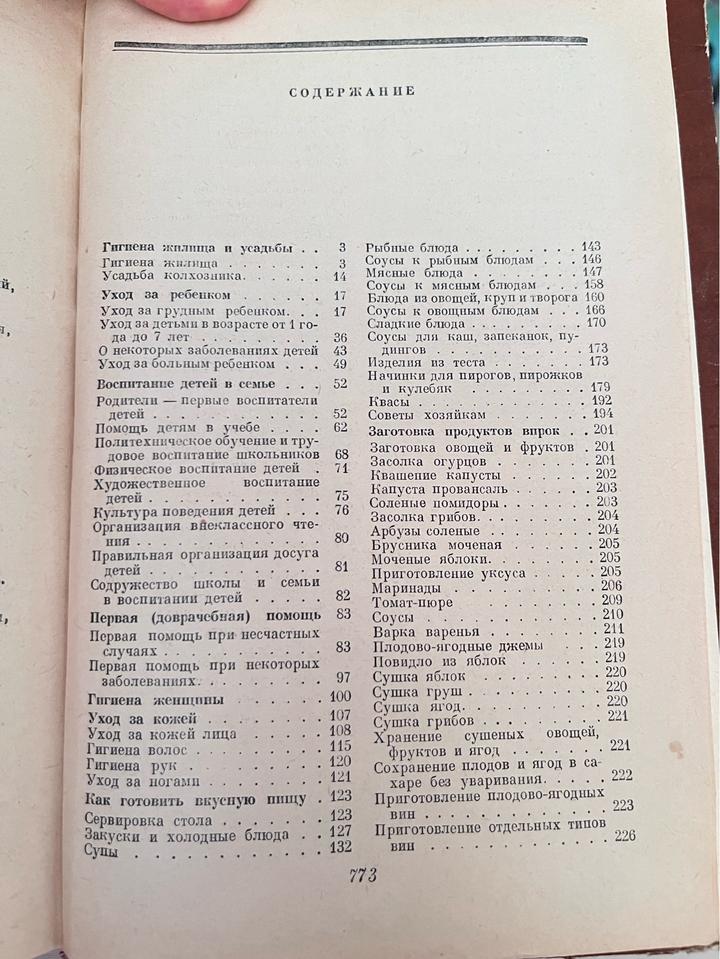 СОДЕРЖАНИЕ
Гигиена жилища и усадьбы . . 3
Гигиена жилища . . . . . . . 3
Усадьба колхозника. . . . . . 14
Уход за ребенком . . . . . . 17
Уход за грудным ребенком. . . 17
Уход за детьми в возрасте от 1 го-
да до 7 лет . . . . . . . . . 36
О некоторых заболеваниях детей 43
Уход за больным ребенком . . . 49
Воспитание детей в семье . . . 52
Родители — первые воспитатели
детей . . . . . . . . . . . . 52
Помощь детям в учебе . . . . 62
Политехническое обучение и тру-
довое воспитание школьников 68
Физическое воспитание детей . 71
Художественное воспитание
детей . . . . . . . . . . . . 75
Культура поведения детей . . . 76
Организация внеклассного чте-
ния . . . . . . . . . . . . . 80
Правильная организация досуга
детей . . . . . . . . . . . . 81
Содружество школы и семьи
в воспитании детей . . . . . 82
Первая (доврачебная) помощь 83
Первая помощь при несчастных
случаях . . . . . . . . . . . 83
Первая помощь при некоторых
заболеваниях. . . . . . . . . 97
Гигиена женщины . . . . . . 100
Уход за кожей . . . . . . . . 107
Уход за кожей лица . . . . . 108
Гигиена волос . . . . . . . . 115
Гигиена рук . . . . . . . . . 120
Уход за ногами . . . . . . . 121
Как готовить вкусную пищу . 123
Сервировка стола . . . . . . 123
Закуски и холодные блюда . . 127
Супы . . . . . . . . . . . . 132
Рыбные блюда . . . . . . . . . 143
Соусы к рыбным блюдам . . . 146
Мясные блюда . . . . . . . . 147
Соусы к мясным блюдам . . . 158
Блюда из овощей, круп и творога 160
Соусы к овощным блюдам . . . 166
Сладкие блюда . . . . . . . . 170
Соусы для каш, запеканок, пу-
дингов . . . . . . . . . . . 173
Изделия из теста . . . . . . . 173
Начинки для пирогов, пирожков
и кулебяк . . . . . . . . . . 179
Квасы . . . . . . . . . . . . 192
Советы хозяйкам . . . . . . . 194
Заготовка продуктов впрок . . 201
Заготовка овощей и фруктов . 201
Засолка огурцов . . . . . . . 201
Квашение капусты . . . . . . 202
Капуста провансаль . . . . . . 203
Соленые помидоры . . . . . . 203
Засолка грибов. . . . . . . . 204
Арбузы соленые . . . . . . . 204
Брусника моченая . . . . . . 205
Моченые яблоки. . . . . . . . 205
Приготовление уксуса . . . . . 205
Маринады . . . . . . . . . . 206
Томат-пюре . . . . . . . . . 209
Соусы . . . . . . . . . . . . 210
Варка варенья . . . . . . . . 211
Плодово-ягодные джемы . . . 219
Повидло из яблок . . . . . . 219
Сушка яблок . . . . . . . . . 220
Сушка груш . . . . . . . . . 220
Сушка ягод. . . . . . . . . . 220
Сушка грибов . . . . . . . . 221
Хранение сушеных овощей,
фруктов и ягод . . . . . . . 221
Сохранение плодов и ягод в са-
харе без уваривания. . . . . 222
Приготовление плодово-ягодных
вин . . . . . . . . . . . . . 223
Приготовление отдельных типов
вин . . . . . . . . . . . . . 226
773